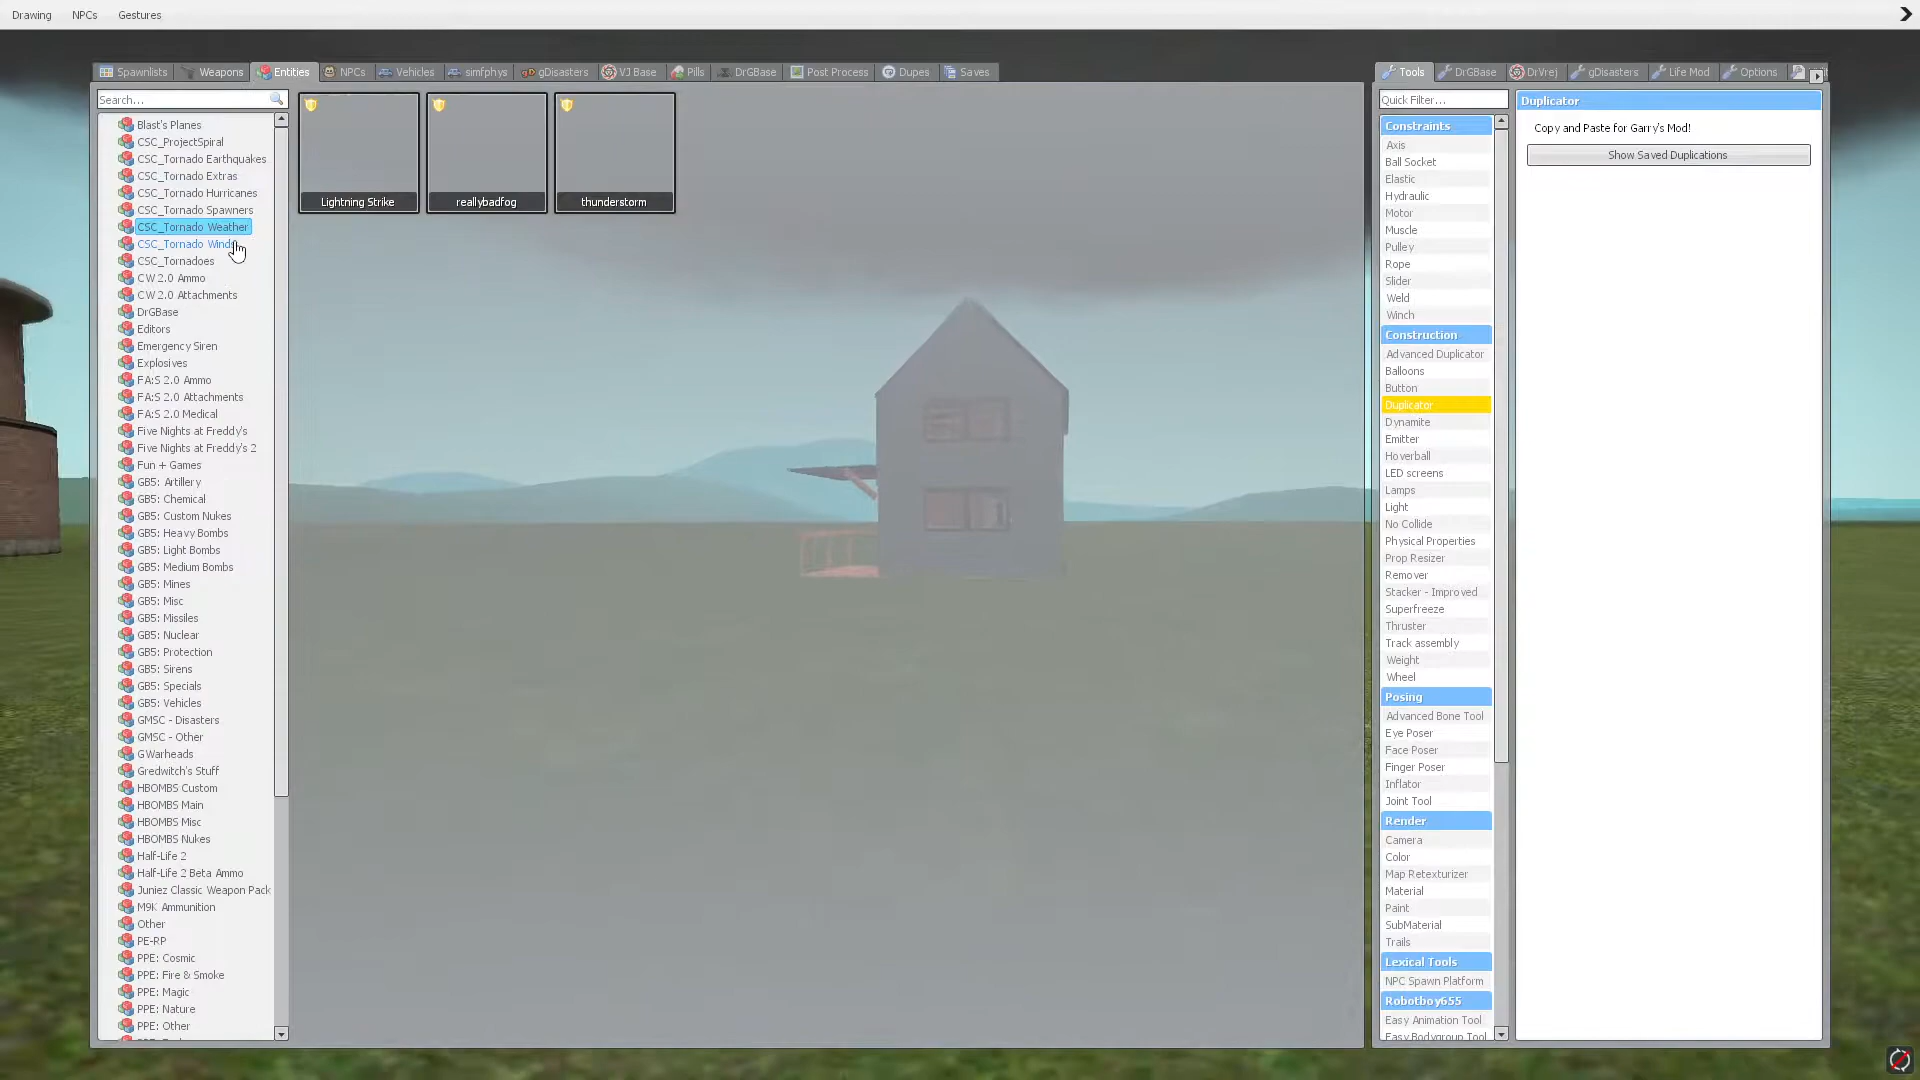 Drawing NPCs Gestures
Spawnlists Weapons Entities NPCs Vehicles simfphys gDisasters VJ Base Pills DrGBase Post Process Dupes Saves
Search...
Blast's Planes
CSC_ProjectSpiral
CSC_Tornado Earthquakes
CSC_Tornado Extras
CSC_Tornado Hurricanes
CSC_Tornado Spawners
CSC_Tornado Weather
CSC_Tornado Wind
CSC_Tornadoes
CW 2.0 Ammo
CW 2.0 Attachments
DrGBase
Editors
Emergency Siren
Explosives
FA:S 2.0 Ammo
FA:S 2.0 Attachments
FA:S 2.0 Medical
Five Nights at Freddy's
Five Nights at Freddy's 2
Fun + Games
GB5: Artillery
GB5: Chemical
GB5: Custom Nukes
GB5: Heavy Bombs
GB5: Light Bombs
GB5: Medium Bombs
GB5: Mines
GB5: Misc
GB5: Missiles
GB5: Nuclear
GB5: Protection
GB5: Sirens
GB5: Specials
GB5: Vehicles
GMSC - Disasters
GMSC - Other
GWarheads
Gredwitch's Stuff
HBOMBS Custom
HBOMBS Main
HBOMBS Misc
HBOMBS Nukes
Half-Life 2
Half-Life 2 Beta Ammo
Juniez Classic Weapon Pack
M9K Ammunition
Other
PE-RP
PPE: Cosmic
PPE: Fire & Smoke
PPE: Magic
PPE: Nature
PPE: Other
Lightning Strike
reallybadfog
thunderstorm
Tools DrGBase DrVrej gDisasters Life Mod Options
Quick Filter...
Constraints
Axis
Ball Socket
Elastic
Hydraulic
Motor
Muscle
Pulley
Rope
Slider
Weld
Winch
Construction
Advanced Duplicator
Balloons
Button
Duplicator
Dynamite
Emitter
Hoverball
LED screens
Lamps
Light
No Collide
Physical Properties
Prop Resizer
Remover
Stacker - Improved
Superfreeze
Thruster
Track assembly
Weight
Wheel
Posing
Advanced Bone Tool
Eye Poser
Face Poser
Finger Poser
Inflator
Joint Tool
Render
Camera
Color
Map Retexturizer
Material
Paint
SubMaterial
Trails
Lexical Tools
NPC Spawn Platform
Robotboy655
Easy Animation Tool
Easy Bodygroup Tool
Duplicator
Copy and Paste for Garry's Mod!
Show Saved Duplications